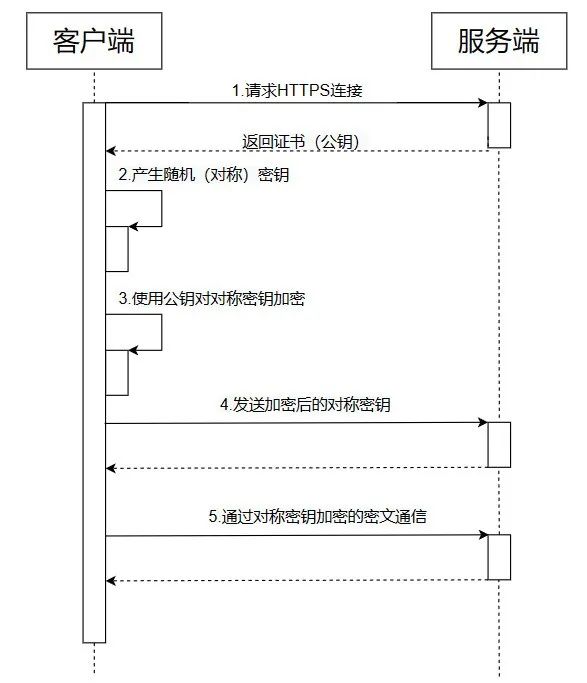 客户端
服务端
1.请求HTTPS连接
返回证书（公钥）
2.产生随机（对称）密钥
3.使用公钥对对称密钥加密
4.发送加密后的对称密钥
5.通过对称密钥加密的密文通信